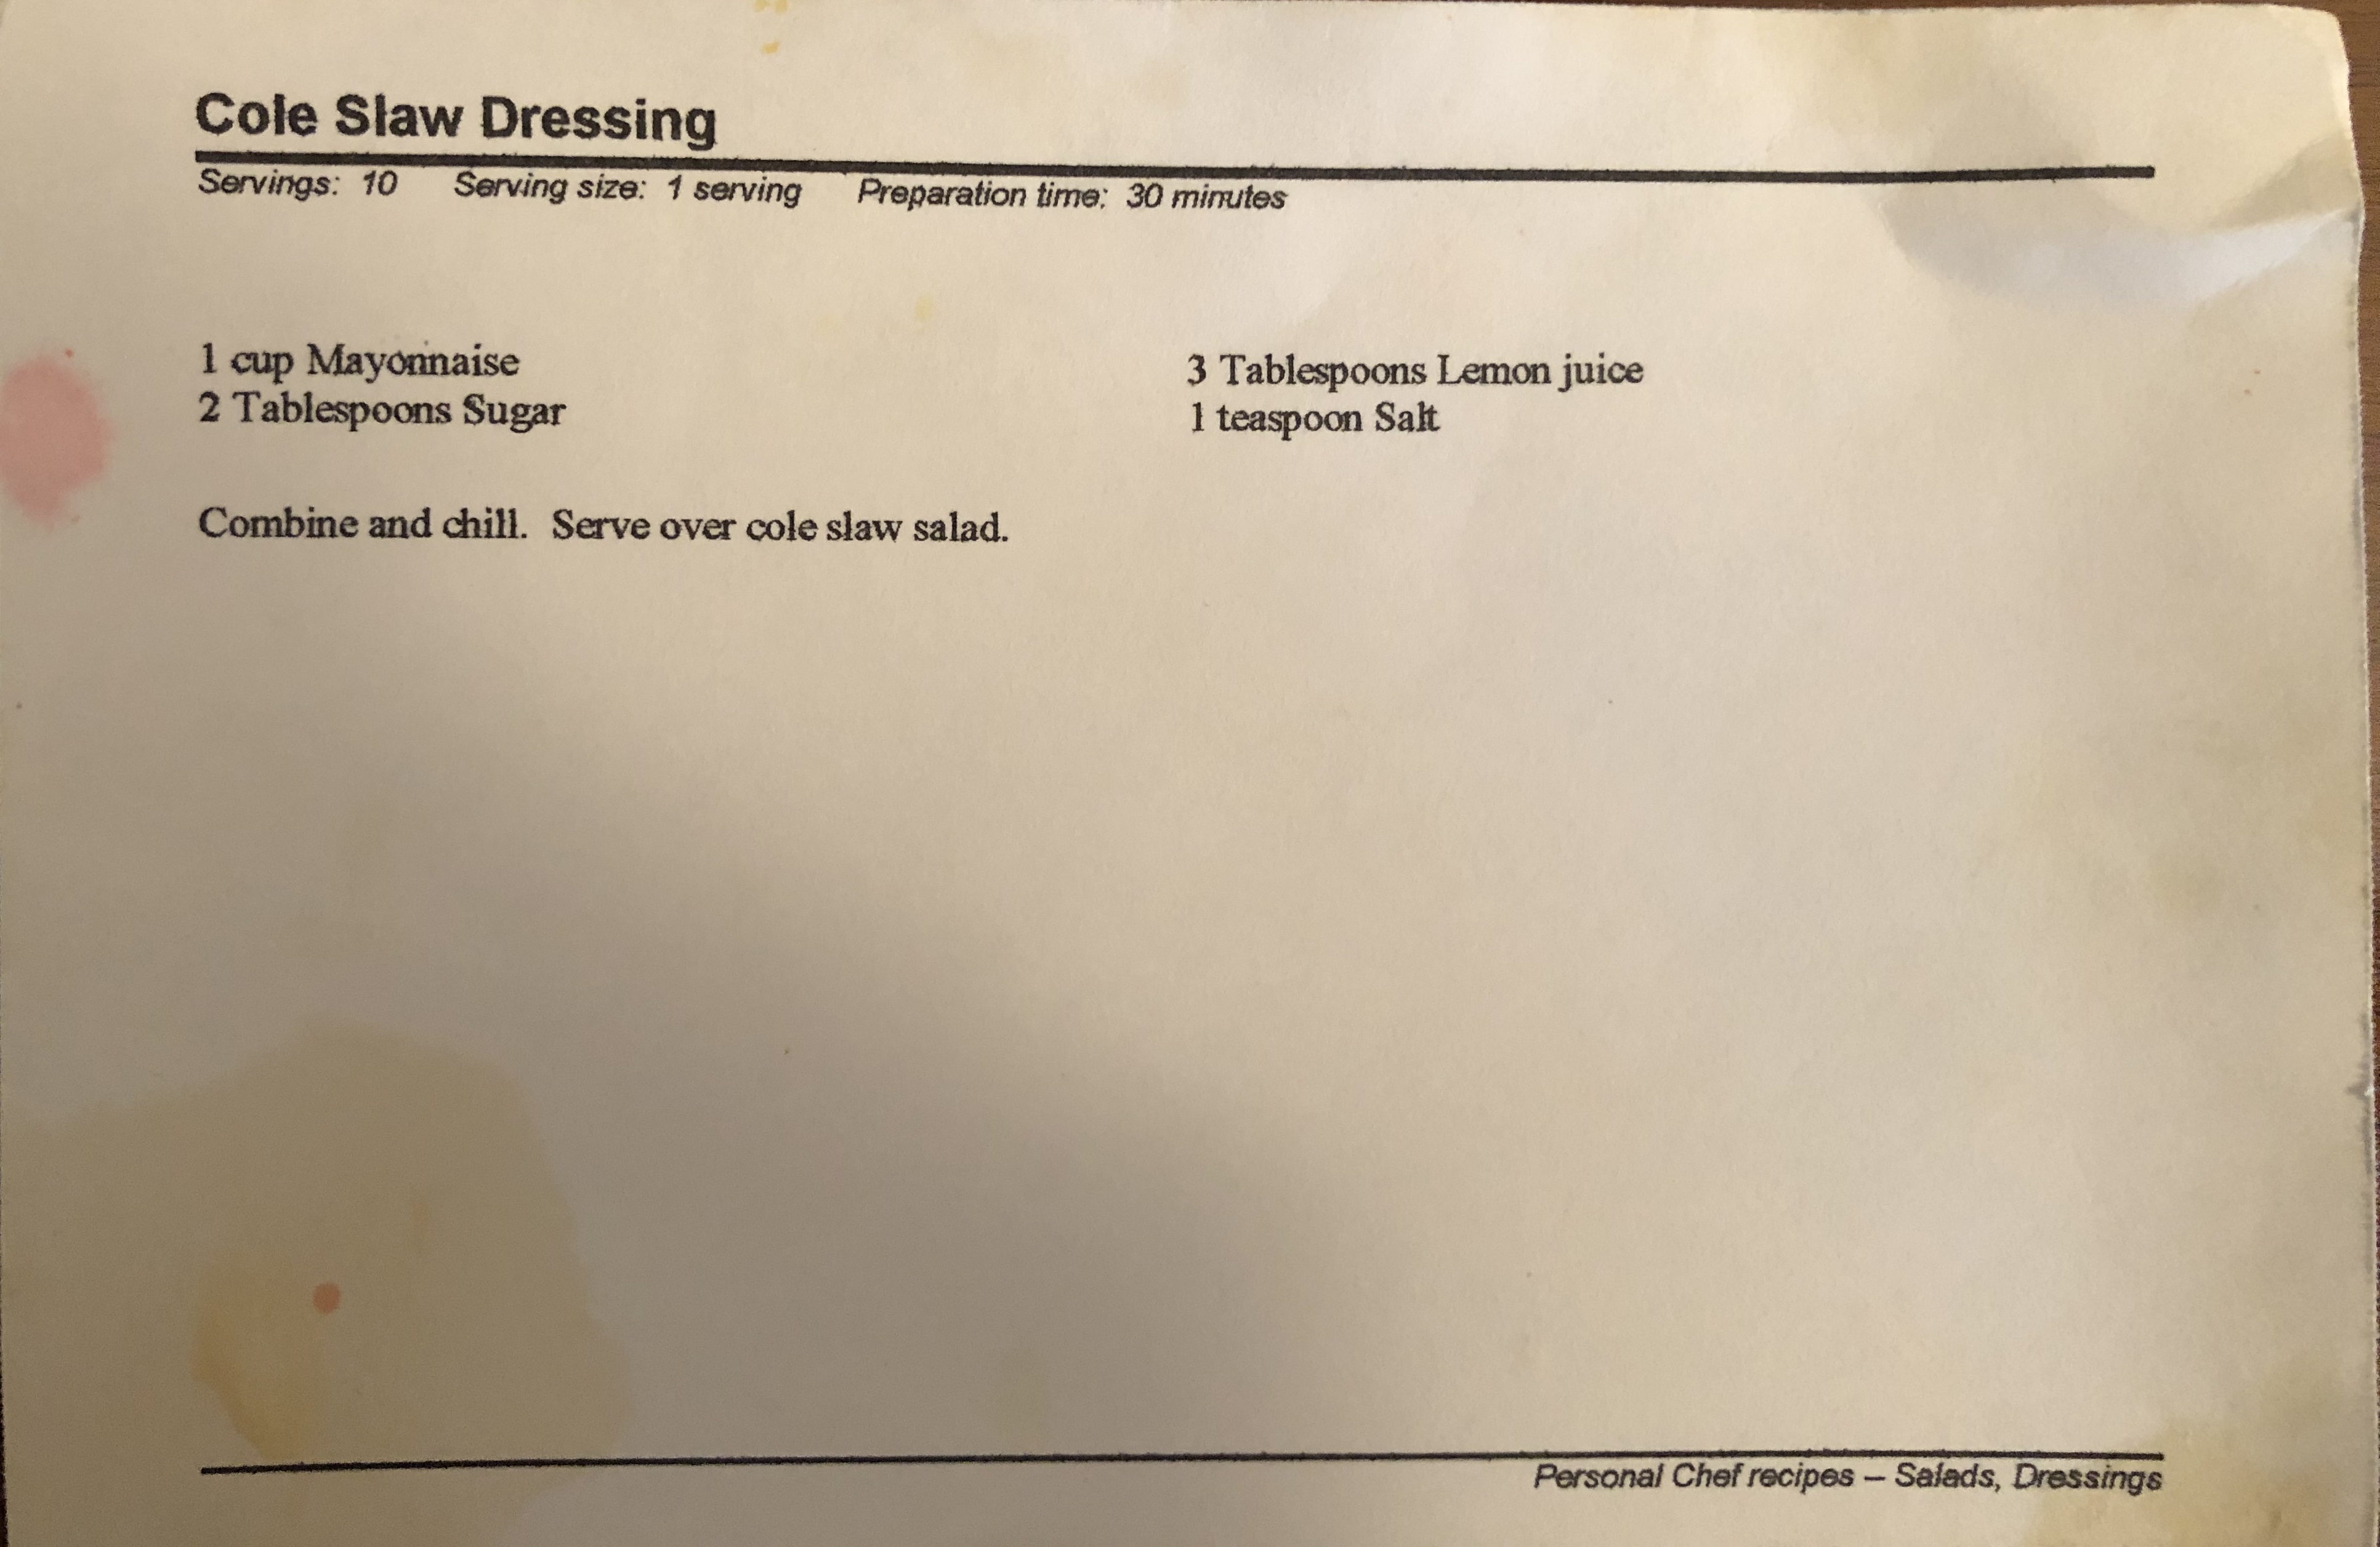 Cole Slaw Dressing
Servings: 10 Serving size: 1 serving Preparation time: 30 minutes
1 cup Mayonnaise
2 Tablespoons Sugar
3 Tablespoons Lemon juice
1 teaspoon Salt
Combine and chill. Serve over cole slaw salad.
Personal Chef recipes – Salads, Dressings